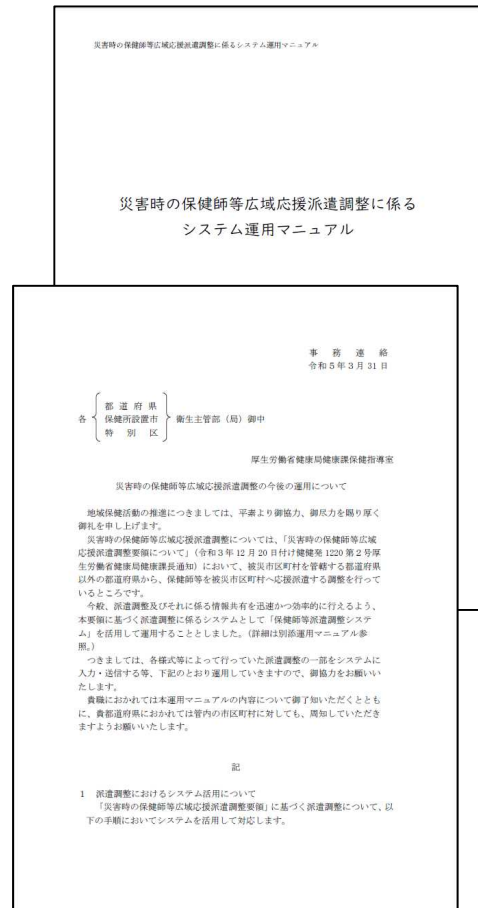 災害時の保健師等広域応援派遣調整に係るシステム運用マニュアル
災害時の保健師等広域応援派遣調整に係る
システム運用マニュアル
事 務 連 絡
令和5年3月31日
都 道 府 県
各 保健所設置市 衛生主管部（局）御中
特 別 区
厚生労働省健康局健康課保健指導室
災害時の保健師等広域応援派遣調整の今後の運用について
地域保健活動の推進につきましては、平素より御協力、御尽力を賜り厚く
御礼を申し上げます。
災害時の保健師等広域応援派遣調整については、「災害時の保健師等広域
応援派遣調整要領について」（令和3年12月20日付け健健発1220第2号厚
生労働省健康局健康課長通知）において、被災市区町村を管轄する都道府県
以外の都道府県から、保健師等を被災市区町村へ応援派遣する調整を行って
いるところです。
今般、派遣調整及びそれに係る情報共有を迅速かつ効率的に行えるよう、
本要領に基づく派遣調整に係るシステムとして「保健師等派遣調整システ
ム」を活用して運用することとしました。（詳細は別添運用マニュアル参
照。）
つきましては、各様式等によって行っていた派遣調整の一部をシステムに
入力・送信する等、下記のとおり運用していきますので、御協力をお願いい
たします。
貴職におかれては本運用マニュアルの内容について御了知いただくととも
に、貴都道府県におかれては管内の市区町村に対しても、周知していただき
ますようお願いいたします。
記
1 派遣調整におけるシステム活用について
「災害時の保健師等広域応援派遣調整要領」に基づく派遣調整について、以
下の手順においてシステムを活用して対応します。